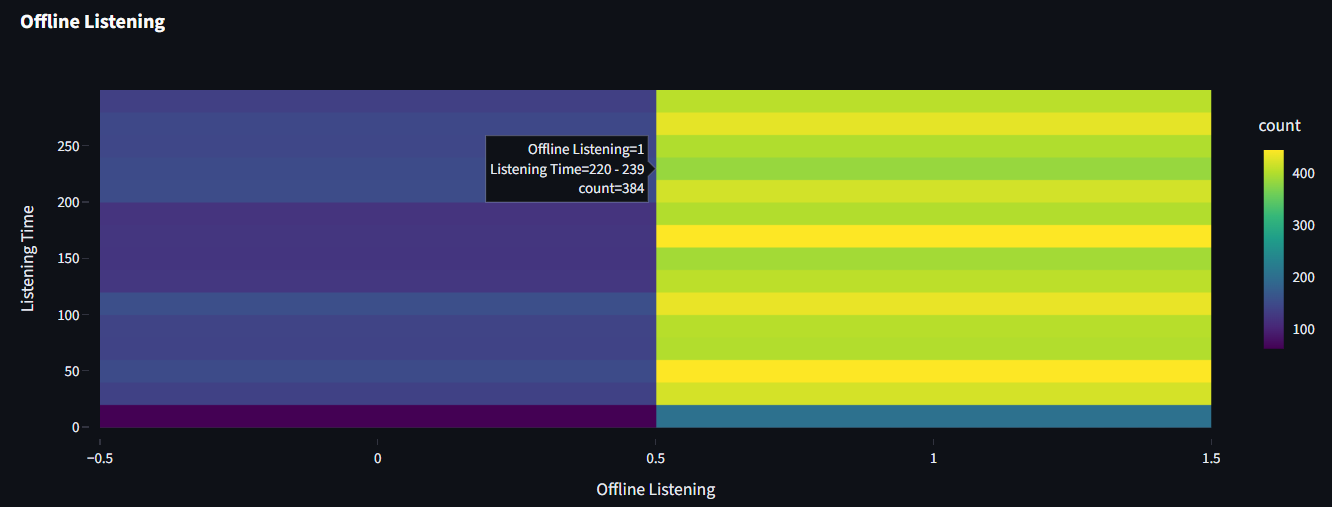 Offline Listening
count
Offline Listening=1
Listening Time=220 - 239
count=384
Listening Time
250
200
150
100
50
0
400
300
200
100
−0.5
0
0.5
1
1.5
Offline Listening